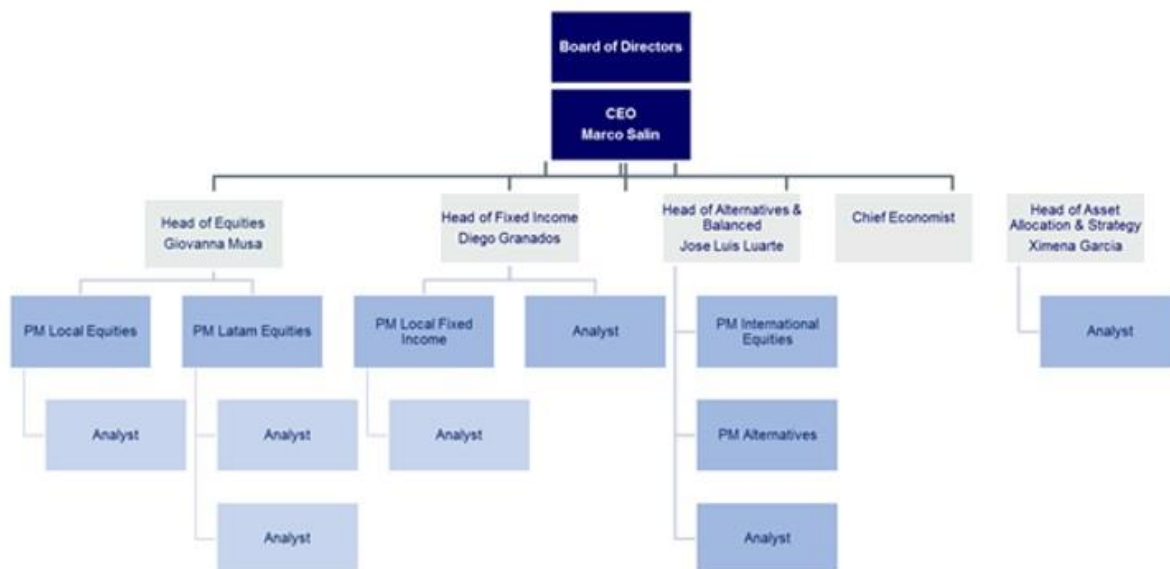 Board of Directors
CEO
Marco Salin
Head of Equities
Giovanna Musa
Head of Fixed Income
Diego Granados
Head of Alternatives &
Balanced
Jose Luis Luarte
Chief Economist
Head of Asset
Allocation & Strategy
Ximena Garcia
PM Local Equities
PM Latam Equities
PM Local Fixed
Income
Analyst
PM International
Equities
Analyst
Analyst
Analyst
Analyst
PM Alternatives
Analyst
Analyst